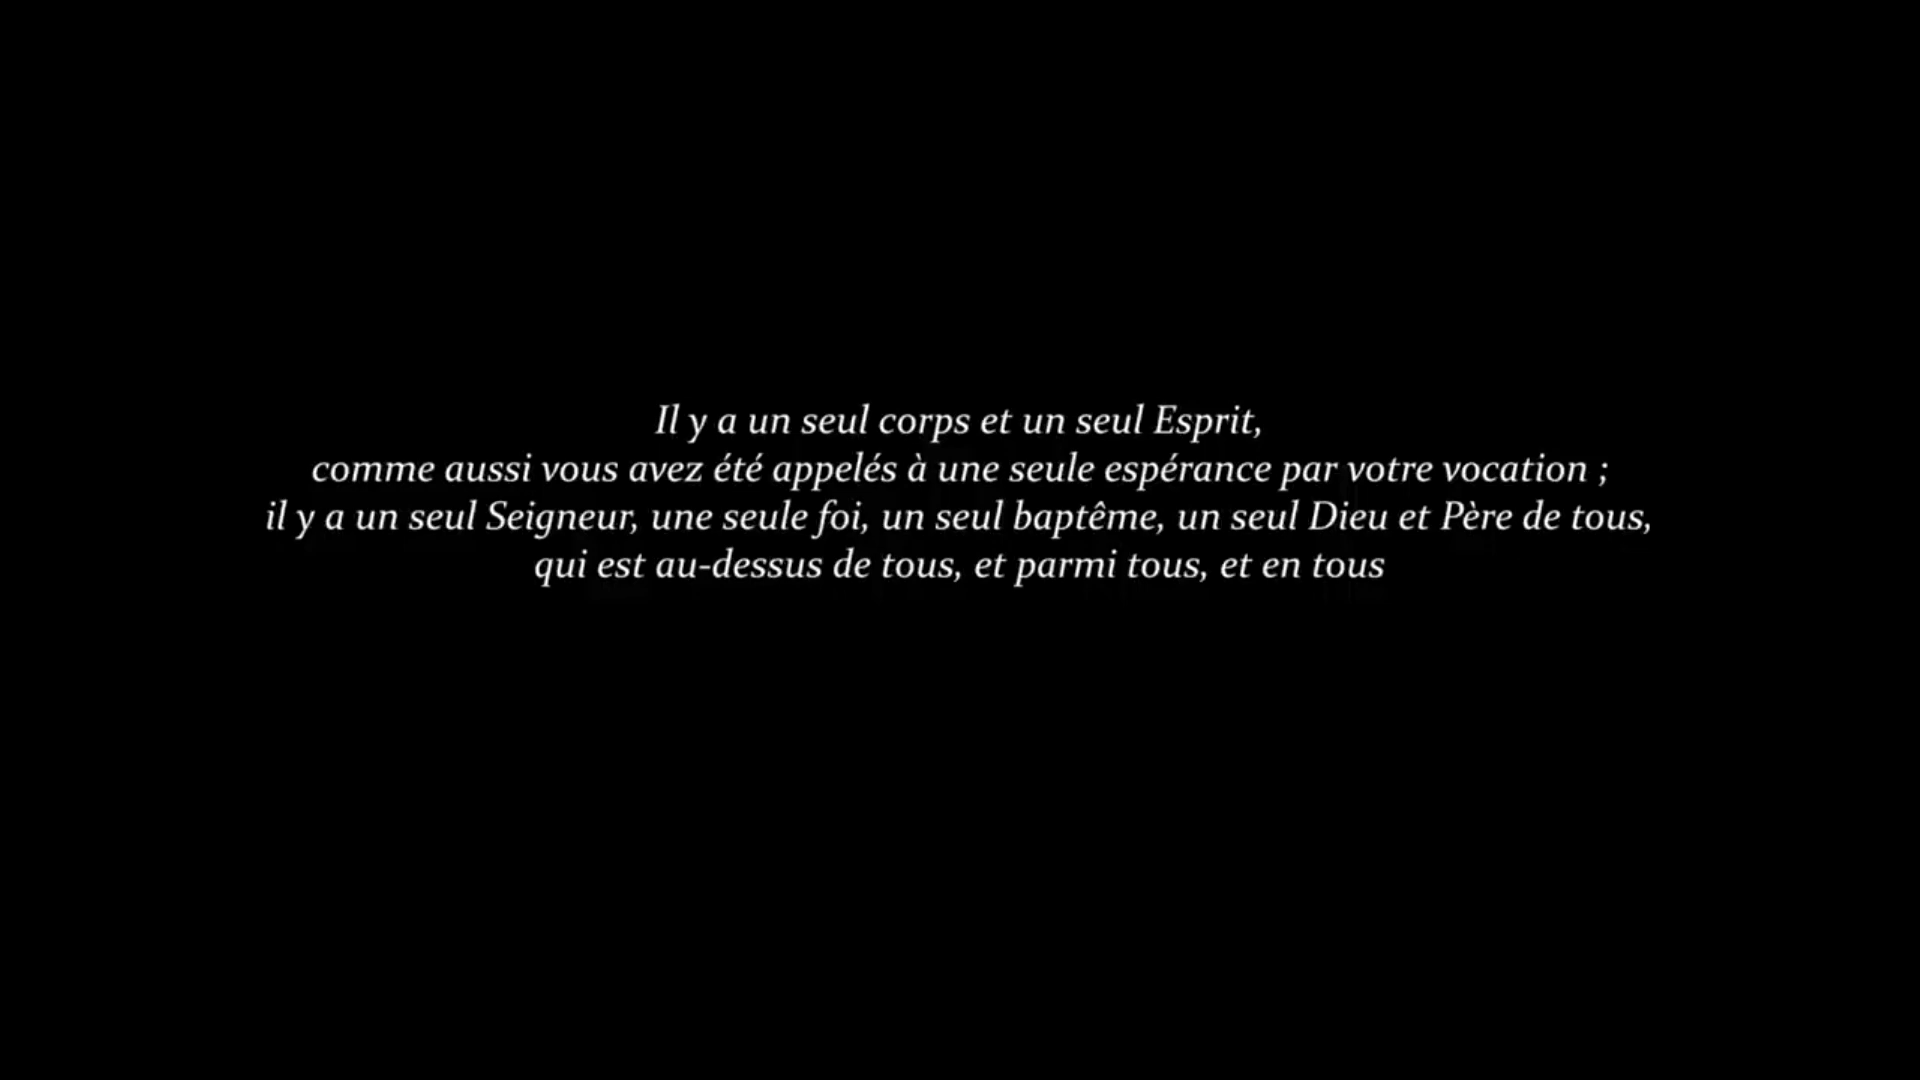 Il y a un seul corps et un seul Esprit,
comme aussi vous avez été appelés à une seule espérance par votre vocation ;
il y a un seul Seigneur, une seule foi, un seul baptême, un seul Dieu et Père de tous,
qui est au-dessus de tous, et parmi tous, et en tous